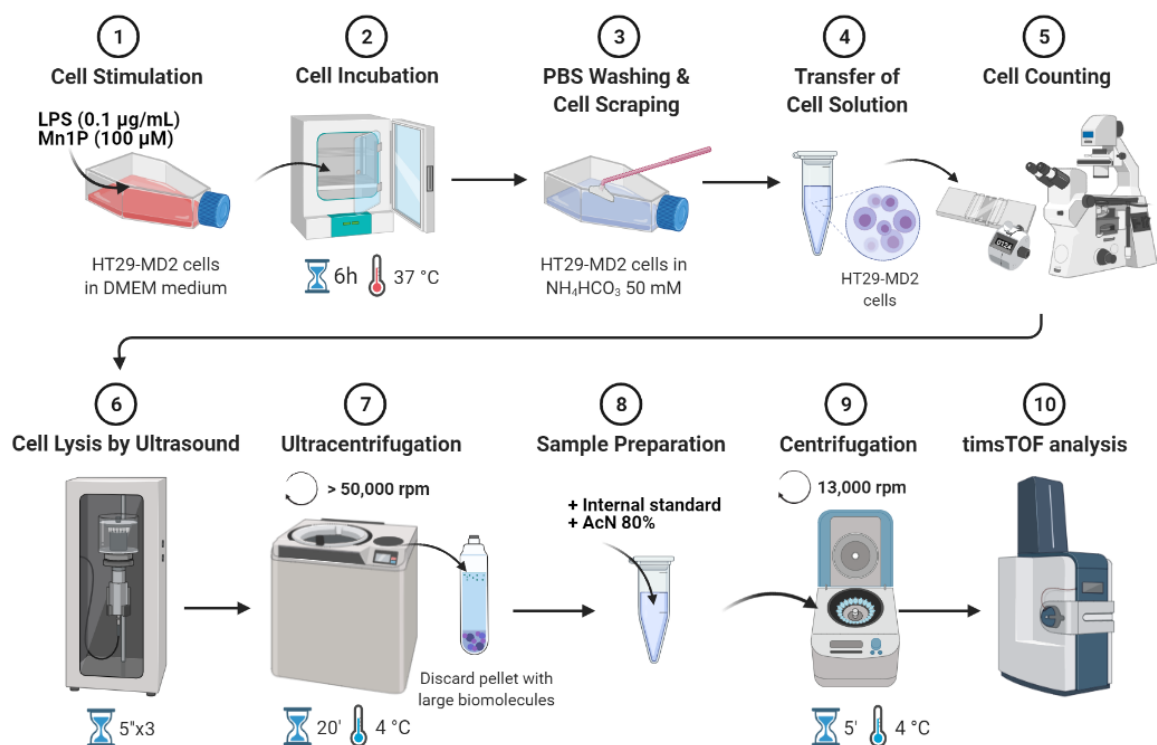 1
Cell Stimulation
LPS (0.1 µg/mL)
Mn1P (100 µM)
HT29-MD2 cells
in DMEM medium
2
Cell Incubation
6h 37 °C
3
PBS Washing &
Cell Scraping
HT29-MD2 cells in
NH₄HCO₃ 50 mM
4
Transfer of
Cell Solution
HT29-MD2
cells
5
Cell Counting
6
Cell Lysis by Ultrasound
5"x3
7
Ultracentrifugation
> 50,000 rpm
Discard pellet with
large biomolecules
20' 4 °C
8
Sample Preparation
+ Internal standard
+ AcN 80%
9
Centrifugation
13,000 rpm
5' 4 °C
10
timsTOF analysis